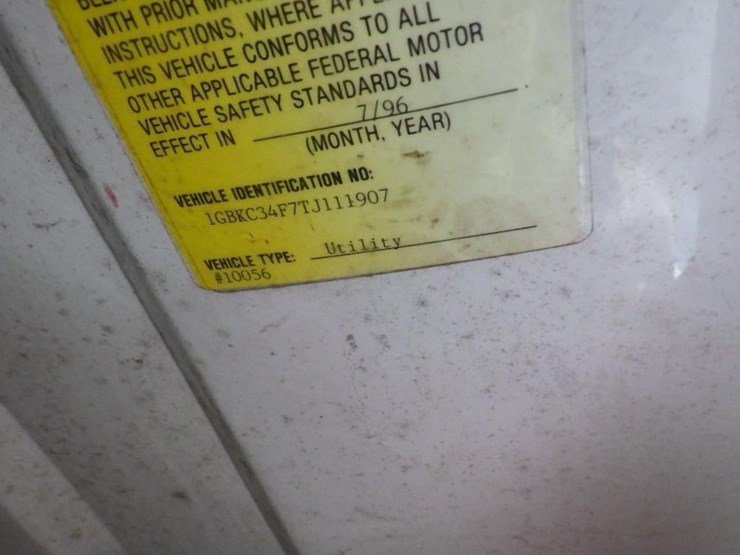 WITH PRIOR
INSTRUCTIONS, WHERE
THIS VEHICLE CONFORMS TO ALL
OTHER APPLICABLE FEDERAL MOTOR
VEHICLE SAFETY STANDARDS IN
EFFECT IN 7/96
(MONTH, YEAR)
VEHICLE IDENTIFICATION NO:
1GBKC34F7TJ111907
VEHICLE TYPE: Utility
#10056